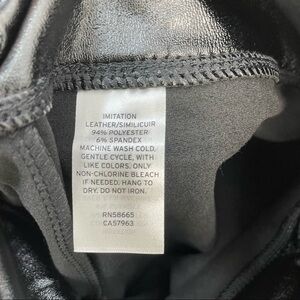 IMITATION
LEATHER/SIMILICUIR
94% POLYESTER
6% SPANDEX
MACHINE WASH COLD,
GENTLE CYCLE, WITH
LIKE COLORS, ONLY
NON-CHLORINE BLEACH
IF NEEDED. HANG TO
DRY. DO NOT IRON.
RN58665
CA57963